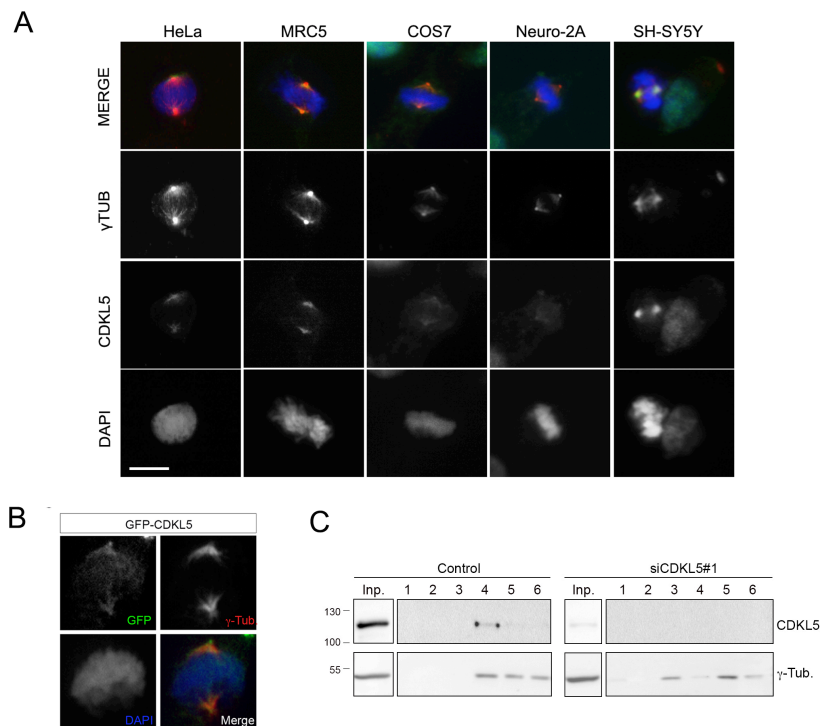 A
HeLa MRC5 COS7 Neuro-2A SH-SY5Y
MERGE
γTUB
CDKL5
DAPI
B
GFP-CDKL5
GFP γ-Tub
DAPI Merge
C
Control siCDKL5#1
Inp. 1 2 3 4 5 6 Inp. 1 2 3 4 5 6
130
CDKL5
100
55
γ-Tub.